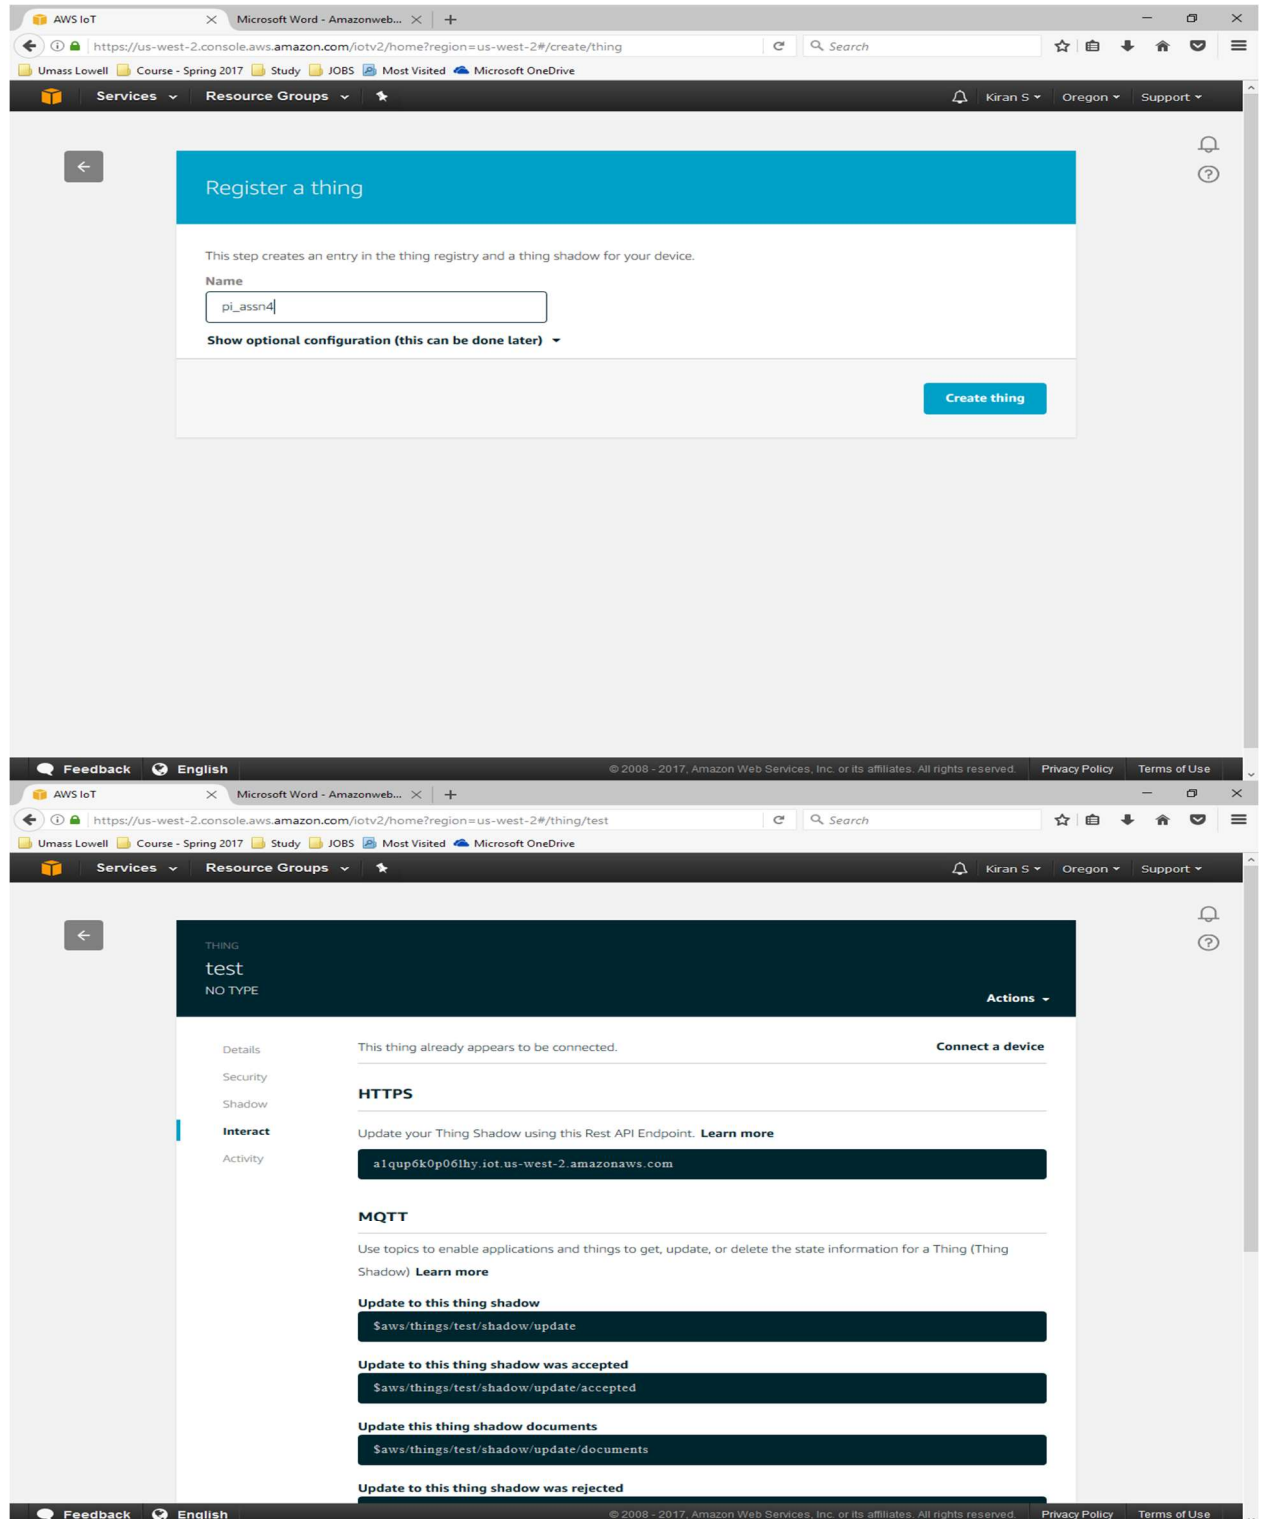 AWS IoT
Microsoft Word - Amazonweb...
https://us-west-2.console.aws.amazon.com/iotv2/home?region=us-west-2#/create/thing
Search
Umass Lowell Course - Spring 2017 Study JOBS Most Visited Microsoft OneDrive
Services Resource Groups Kiran S Oregon Support
Register a thing
This step creates an entry in the thing registry and a thing shadow for your device.
Name
pi_assn4
Show optional configuration (this can be done later)
Create thing
Feedback English © 2008 - 2017, Amazon Web Services, Inc. or its affiliates. All rights reserved. Privacy Policy Terms of Use
AWS IoT
Microsoft Word - Amazonweb...
https://us-west-2.console.aws.amazon.com/iotv2/home?region=us-west-2#/thing/test
Search
Umass Lowell Course - Spring 2017 Study JOBS Most Visited Microsoft OneDrive
Services Resource Groups Kiran S Oregon Support
THING
test
NO TYPE
Actions
Details
Security
Shadow
Interact
Activity
This thing already appears to be connected.
Connect a device
HTTPS
Update your Thing Shadow using this Rest API Endpoint. Learn more
a1qup6k0p06lhy.iot.us-west-2.amazonaws.com
MQTT
Use topics to enable applications and things to get, update, or delete the state information for a Thing (Thing
Shadow) Learn more
Update to this thing shadow
$aws/things/test/shadow/update
Update to this thing shadow was accepted
$aws/things/test/shadow/update/accepted
Update this thing shadow documents
$aws/things/test/shadow/update/documents
Update to this thing shadow was rejected
Feedback English © 2008 - 2017, Amazon Web Services, Inc. or its affiliates. All rights reserved. Privacy Policy Terms of Use